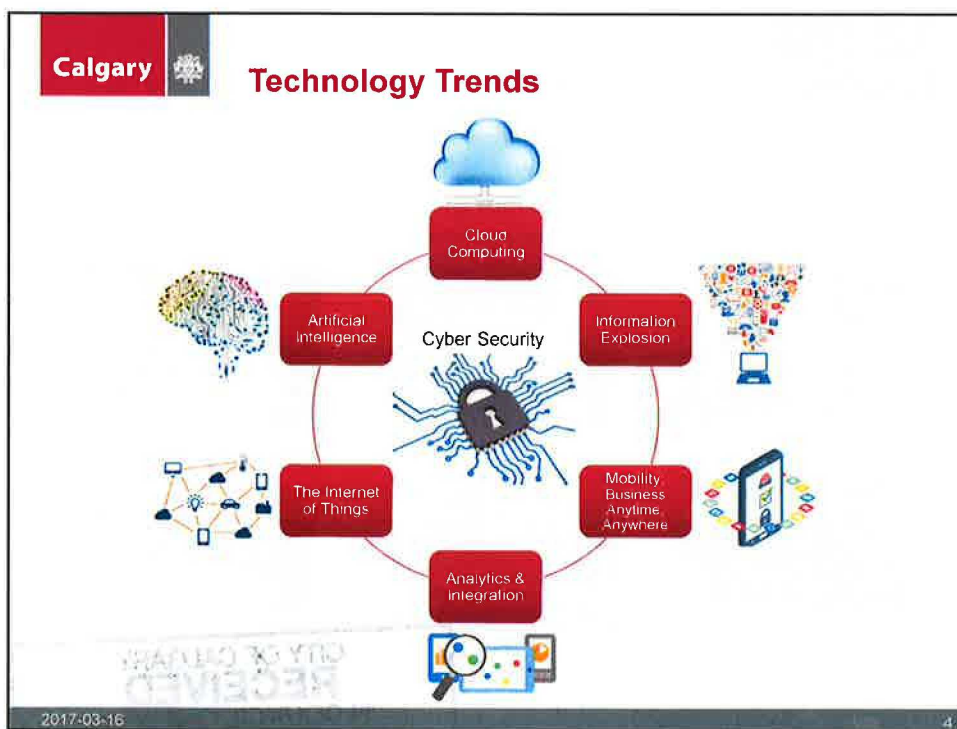 Calgary
Technology Trends
Cloud
Computing
Artificial
Intelligence
Information
Explosion
Cyber Security
The Internet
of Things
Mobility
Business
Anytime
Anywhere
Analytics &
Integration
CITY OF CALGARY
RECEIVED
2017-03-16
4